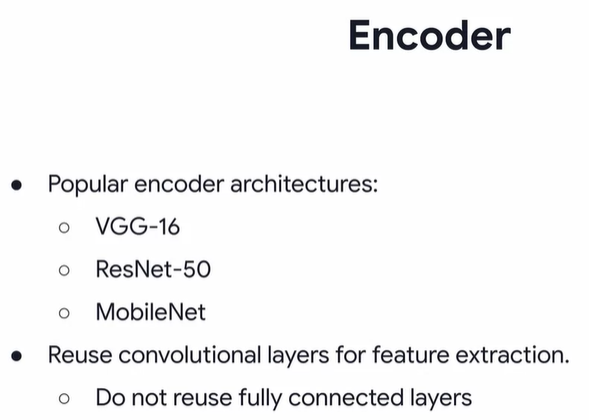 Encoder
● Popular encoder architectures:
○ VGG-16
○ ResNet-50
○ MobileNet
● Reuse convolutional layers for feature extraction.
○ Do not reuse fully connected layers